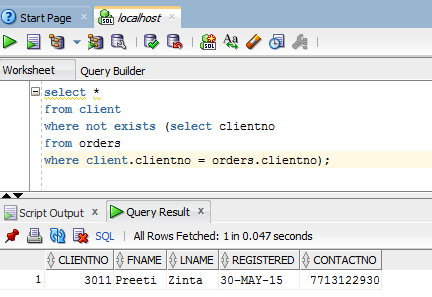 Start Page
localhost
Worksheet Query Builder
select *
from client
where not exists (select clientno
from orders
where client.clientno = orders.clientno);
Script Output x Query Result x
SQL | All Rows Fetched: 1 in 0.047 seconds
CLIENTNO FNAME LNAME REGISTERED CONTACTNO
1 3011 Preeti Zinta 30-MAY-15 7713122930